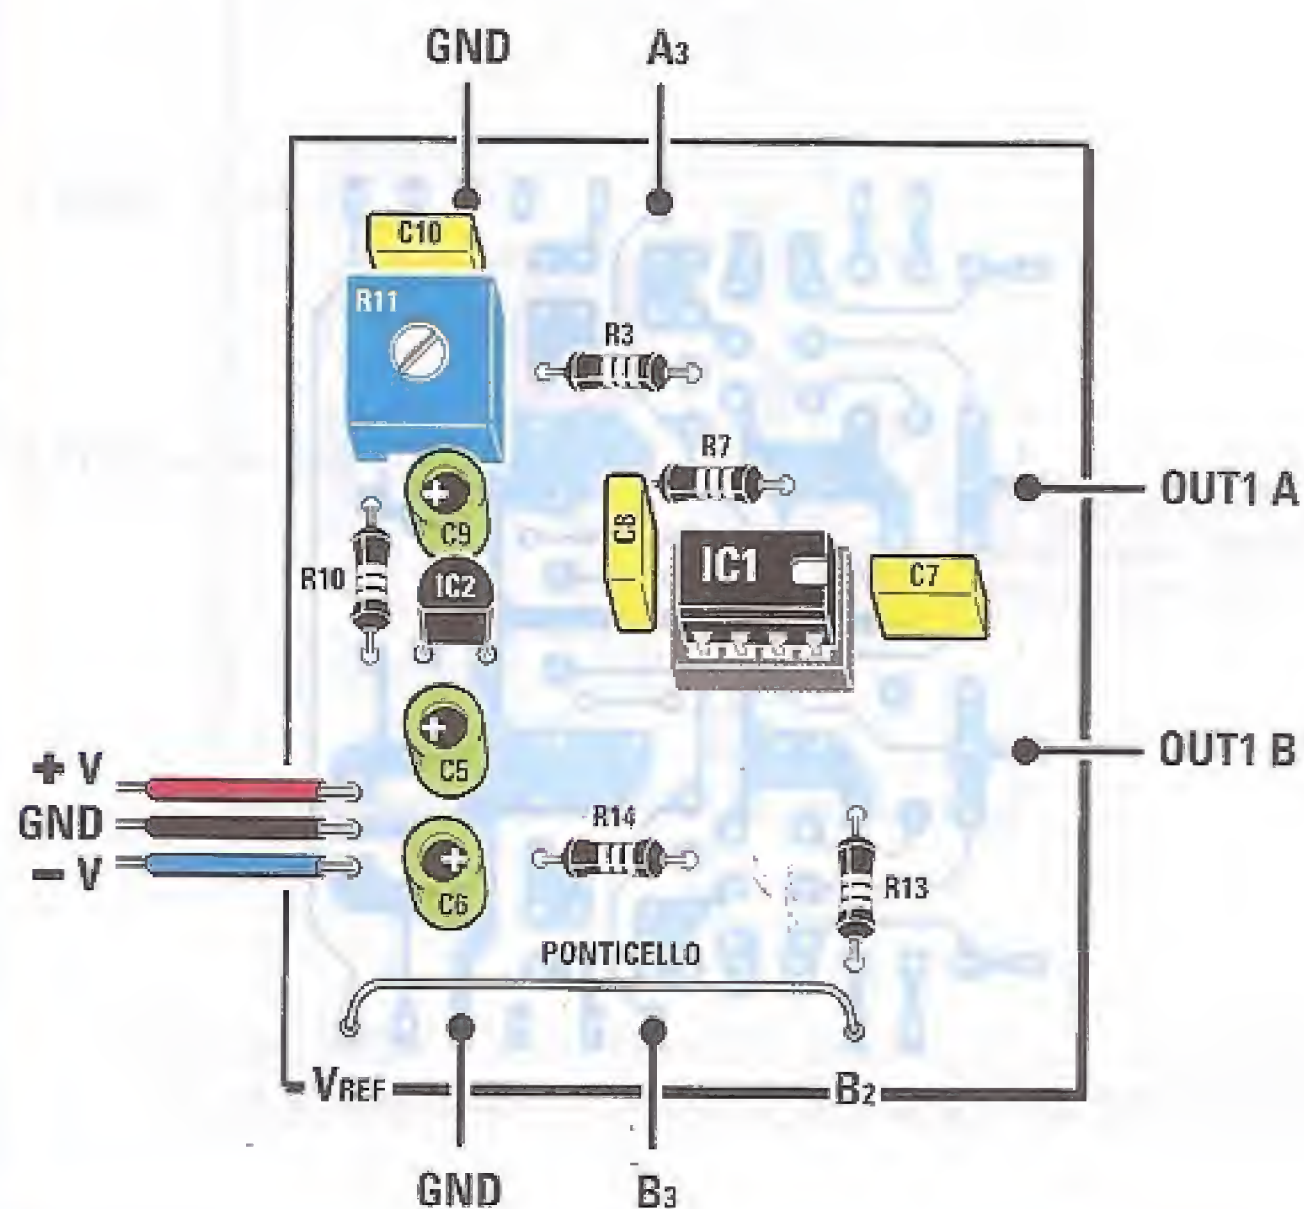 GND
A3
C10
R11
R3
R7
OUT1 A
C9
C8
IC1
C7
R10
IC2
+ V
GND
- V
C5
OUT1 B
R14
C6
R13
PONTICELLO
VREF
B2
GND
B3